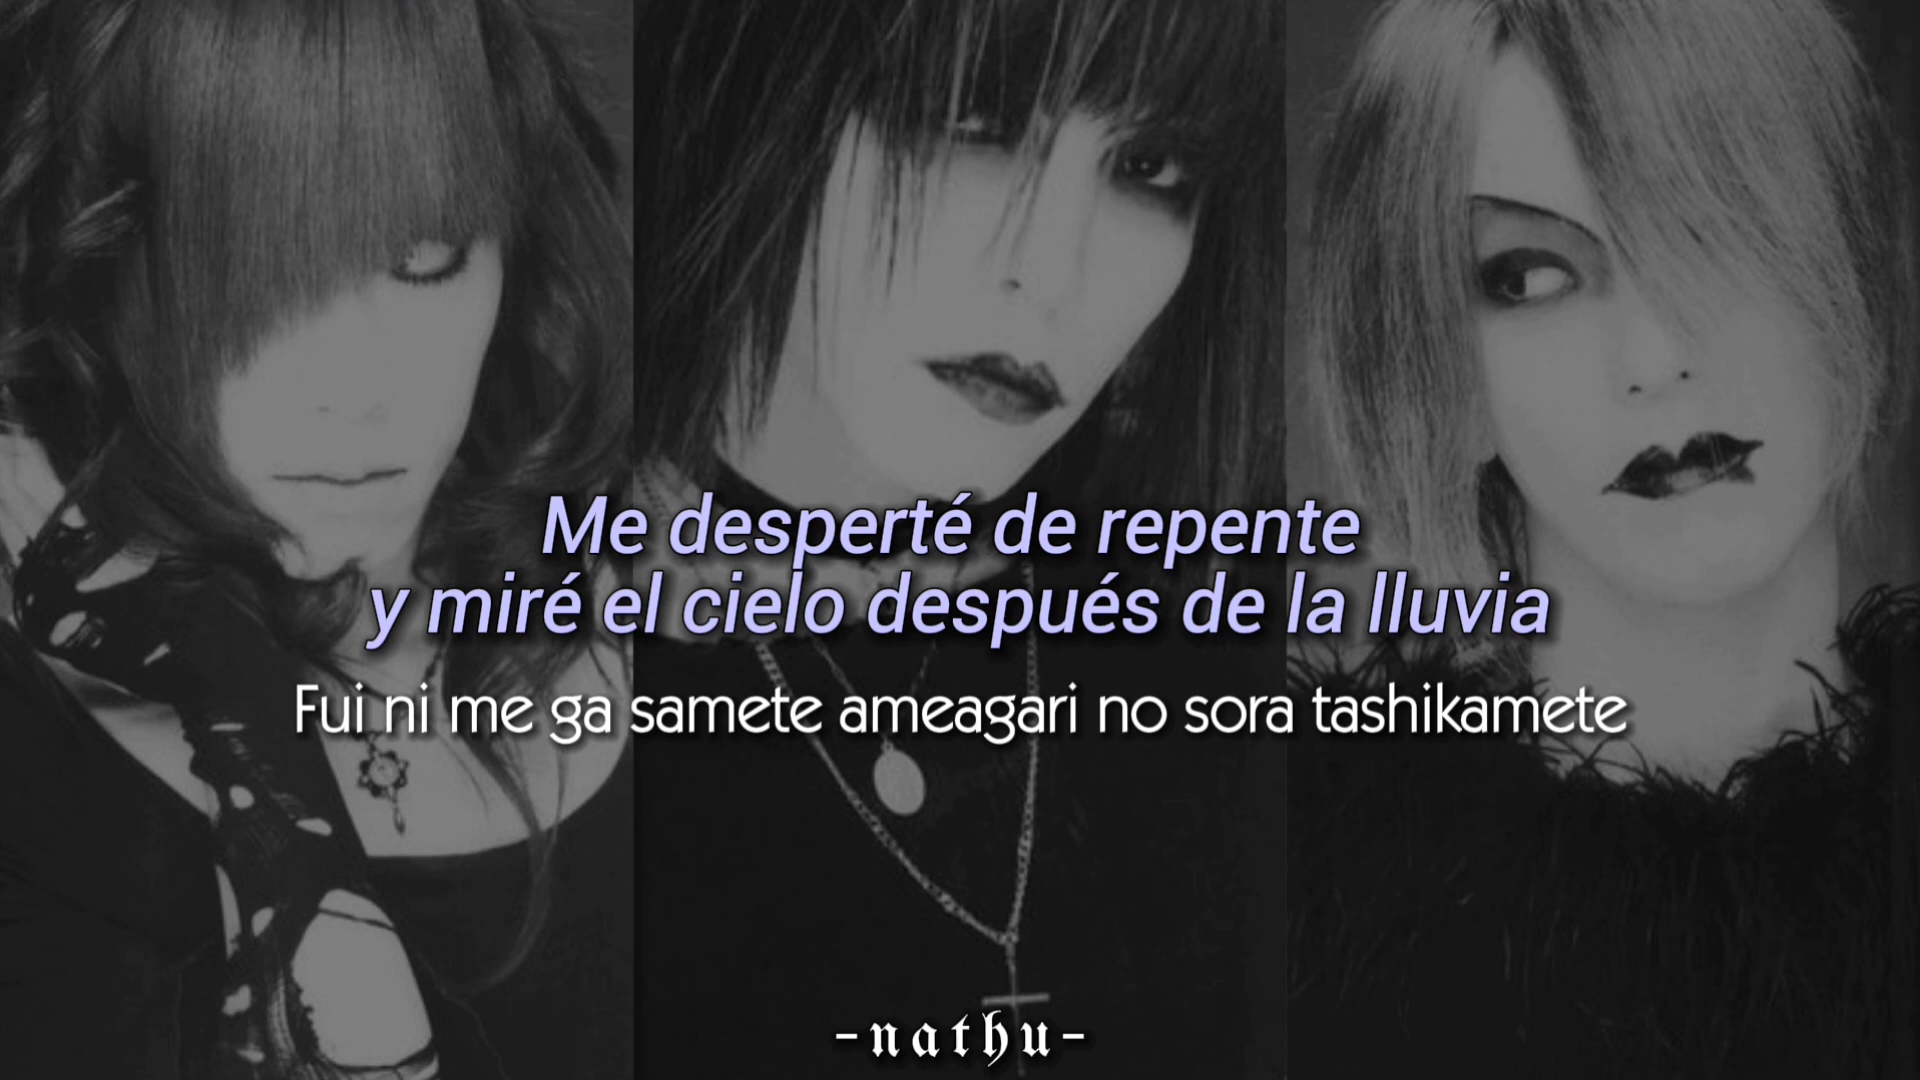 Me desperté de repente
y miré el cielo después de la lluvia
Fui ni me ga samete ameagari no sora tashikamete
-nathu-